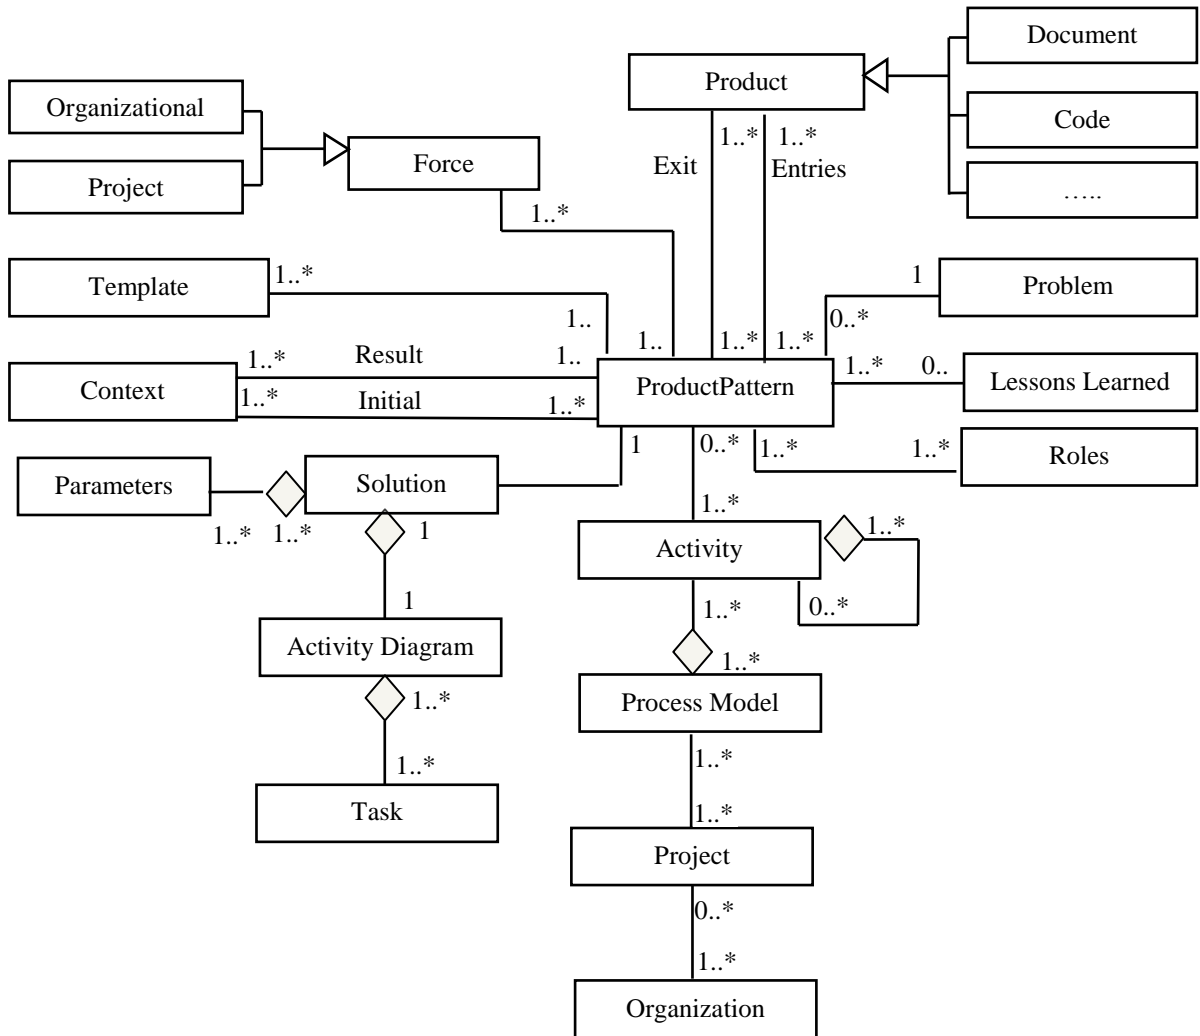 Document
Product
Organizational
Code
1..*
1..*
Force
Exit
Entries
Project
…..
1..*
1..*
1
Template
Problem
1..
0..*
1..
1..*
1..*
1..*
Result
1..
1..*
0..
Context
ProductPattern
Lessons Learned
1..*
Initial
1..*
1
0..*
1..*
1..*
Roles
Parameters
Solution
1..*
1..*
1..*
1
1..*
Activity
1
1..*
0..*
Activity Diagram
1..*
1..*
Process Model
1..*
1..*
Task
1..*
Project
0..*
1..*
Organization